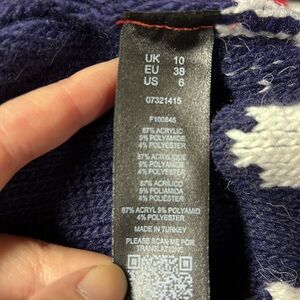 UK 10
EU 38
US 6
07321415
F100845
87% ACRYLIC
9% POLYAMIDE
4% POLYESTER
87% ACRYLIQUE
9% POLYAMIDE
4% POLYESTER
87% ACRÍLICO
9% POLIAMIDA
4% POLIÉSTER
87% ACRYL 9% POLYAMID
4% POLYESTER
MADE IN TURKEY
PLEASE SCAN ME FOR
TRANSLATIONS